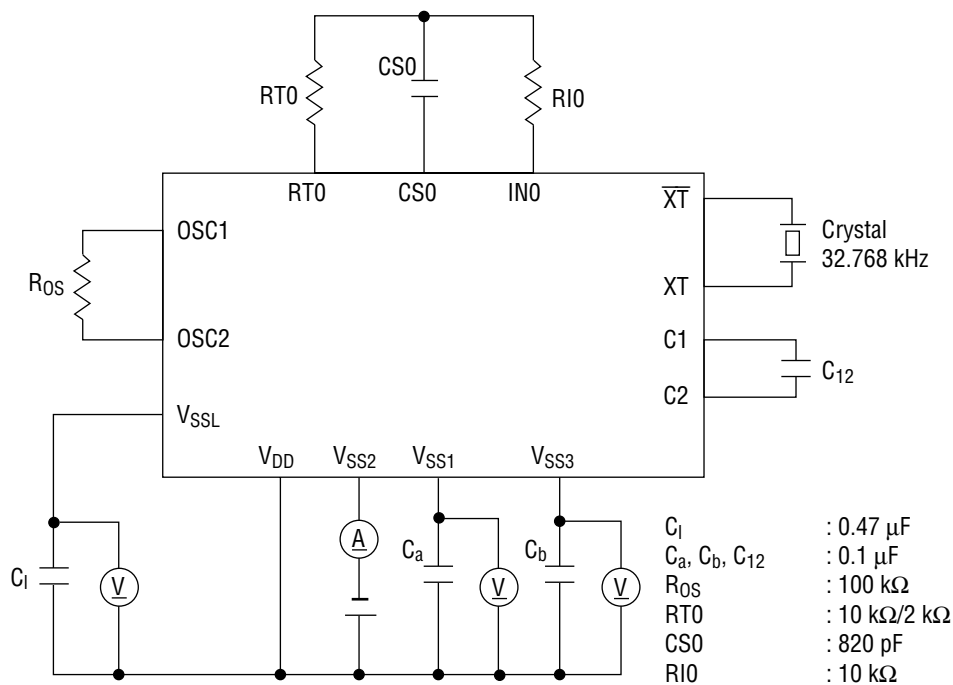 CS0
RT0
RI0
RT0 CS0 IN0
XT
OSC1
Crystal
32.768 kHz
ROS
XT
OSC2
C1
C12
C2
VSSL
VDD VSS2 VSS1 VSS3
Cl : 0.47 µF
A
Ca Cb
Ca, Cb, C12 : 0.1 µF
Cl V V V
ROS : 100 kΩ
RT0 : 10 kΩ/2 kΩ
CS0 : 820 pF
RI0 : 10 kΩ